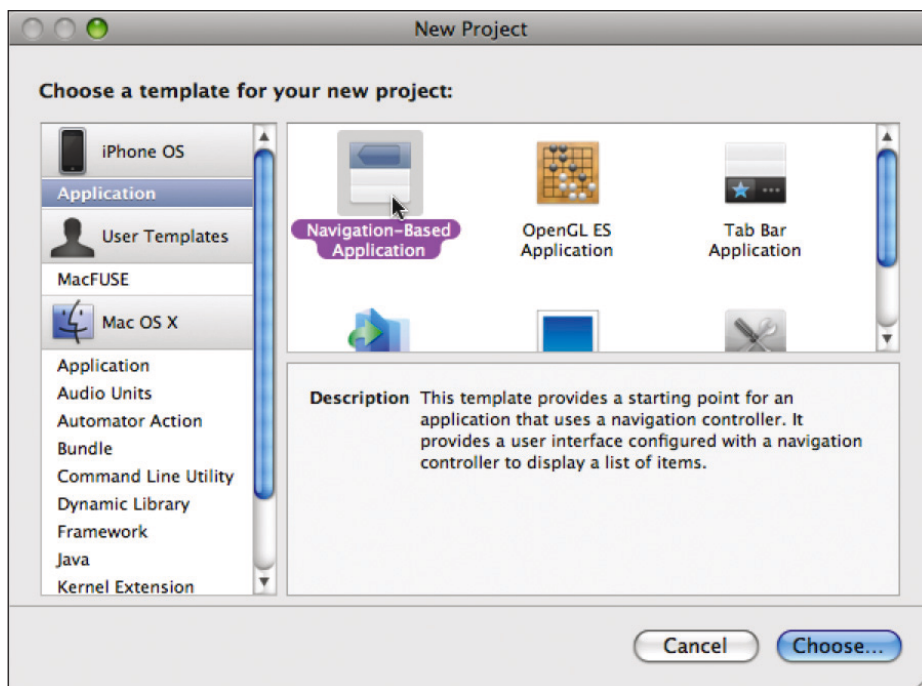 New Project
Choose a template for your new project:
iPhone OS
Application
User Templates
MacFUSE
Mac OS X
Application
Audio Units
Automator Action
Bundle
Command Line Utility
Dynamic Library
Framework
Java
Kernel Extension
Navigation-Based
Application
OpenGL ES
Application
Tab Bar
Application
Description This template provides a starting point for an
application that uses a navigation controller. It
provides a user interface configured with a navigation
controller to display a list of items.
Cancel
Choose...